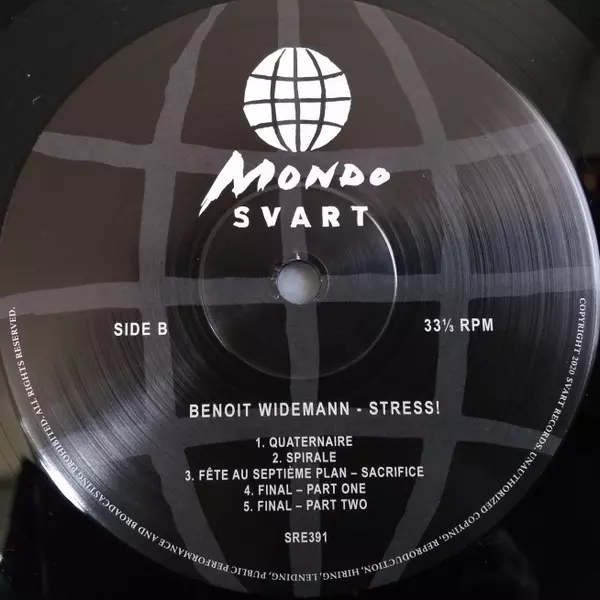 MONDO
SVART
SIDE B
33⅓ RPM
BENOIT WIDEMANN - STRESS!
1. QUATERNAIRE
2. SPIRALE
3. FÊTE AU SEPTIÈME PLAN – SACRIFICE
4. FINAL – PART ONE
5. FINAL – PART TWO
SRE391
COPYRIGHT 2020 SVART RECORDS. UNAUTHORIZED COPYING, REPRODUCTION, HIRING, LENDING, PUBLIC PERFORMANCE AND BROADCASTING PROHIBITED. ALL RIGHTS RESERVED.